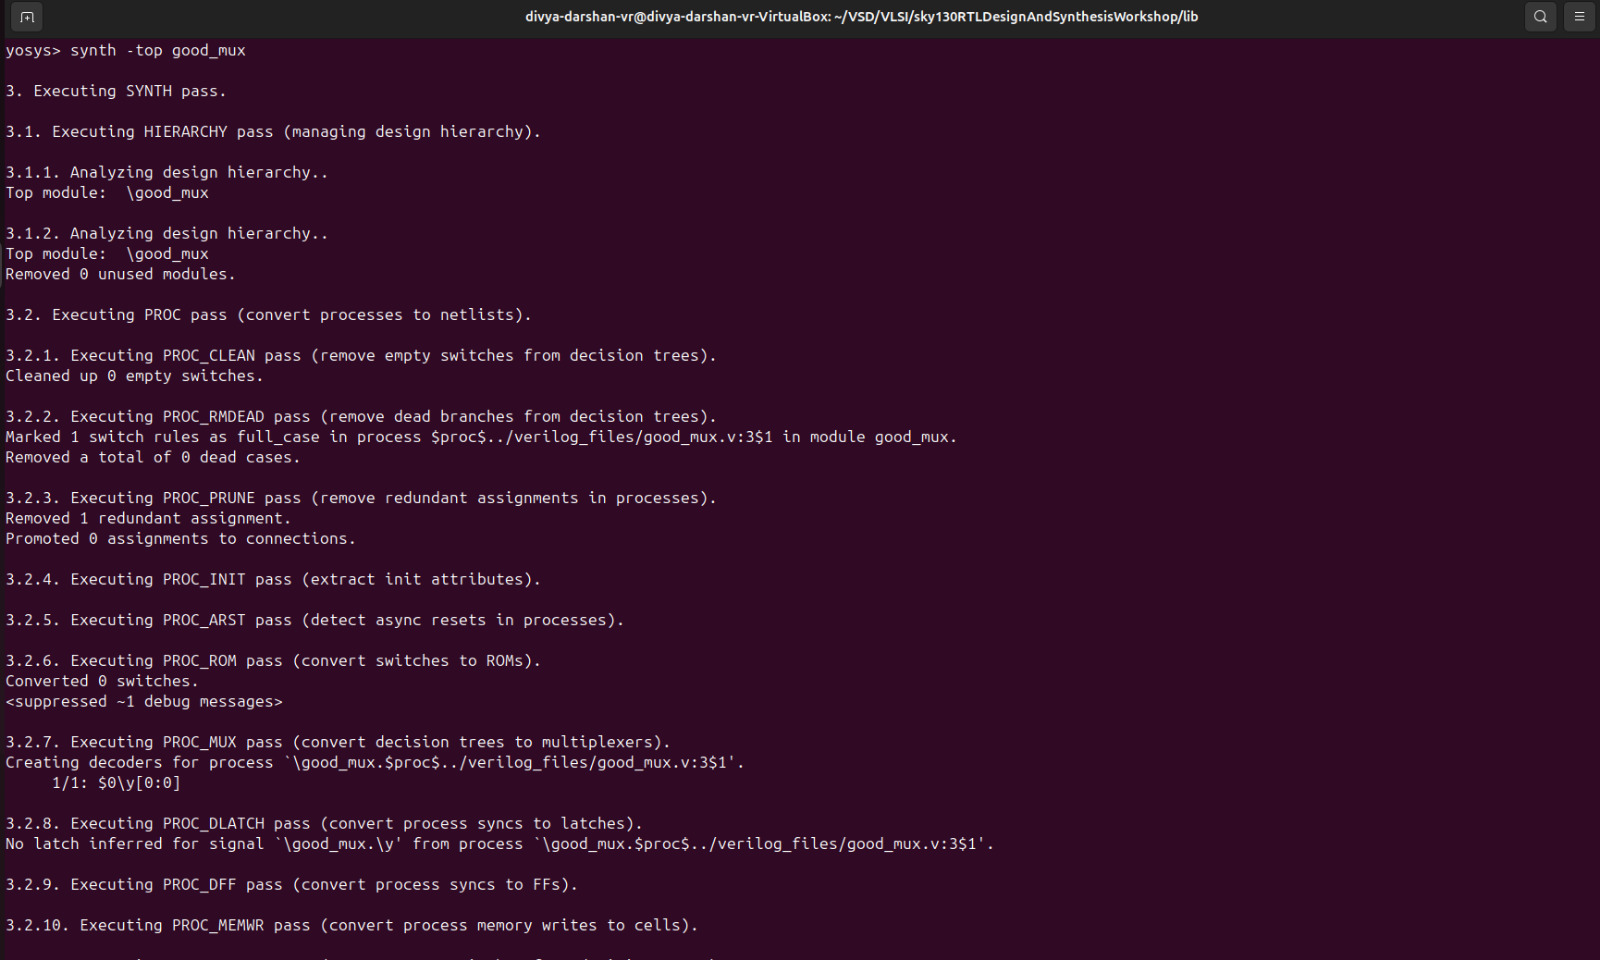 divya-darshan-vr@divya-darshan-vr-VirtualBox: ~/VSD/VLSI/sky130RTLDesignAndSynthesisWorkshop/lib
yosys> synth -top good_mux
3. Executing SYNTH pass.
3.1. Executing HIERARCHY pass (managing design hierarchy).
3.1.1. Analyzing design hierarchy..
Top module:  \good_mux
3.1.2. Analyzing design hierarchy..
Top module:  \good_mux
Removed 0 unused modules.
3.2. Executing PROC pass (convert processes to netlists).
3.2.1. Executing PROC_CLEAN pass (remove empty switches from decision trees).
Cleaned up 0 empty switches.
3.2.2. Executing PROC_RMDEAD pass (remove dead branches from decision trees).
Marked 1 switch rules as full_case in process $proc$../verilog_files/good_mux.v:3$1 in module good_mux.
Removed a total of 0 dead cases.
3.2.3. Executing PROC_PRUNE pass (remove redundant assignments in processes).
Removed 1 redundant assignment.
Promoted 0 assignments to connections.
3.2.4. Executing PROC_INIT pass (extract init attributes).
3.2.5. Executing PROC_ARST pass (detect async resets in processes).
3.2.6. Executing PROC_ROM pass (convert switches to ROMs).
Converted 0 switches.
<suppressed ~1 debug messages>
3.2.7. Executing PROC_MUX pass (convert decision trees to multiplexers).
Creating decoders for process `\good_mux.$proc$../verilog_files/good_mux.v:3$1'.
     1/1: $0\y[0:0]
3.2.8. Executing PROC_DLATCH pass (convert process syncs to latches).
No latch inferred for signal `\good_mux.\y' from process `\good_mux.$proc$../verilog_files/good_mux.v:3$1'.
3.2.9. Executing PROC_DFF pass (convert process syncs to FFs).
3.2.10. Executing PROC_MEMWR pass (convert process memory writes to cells).